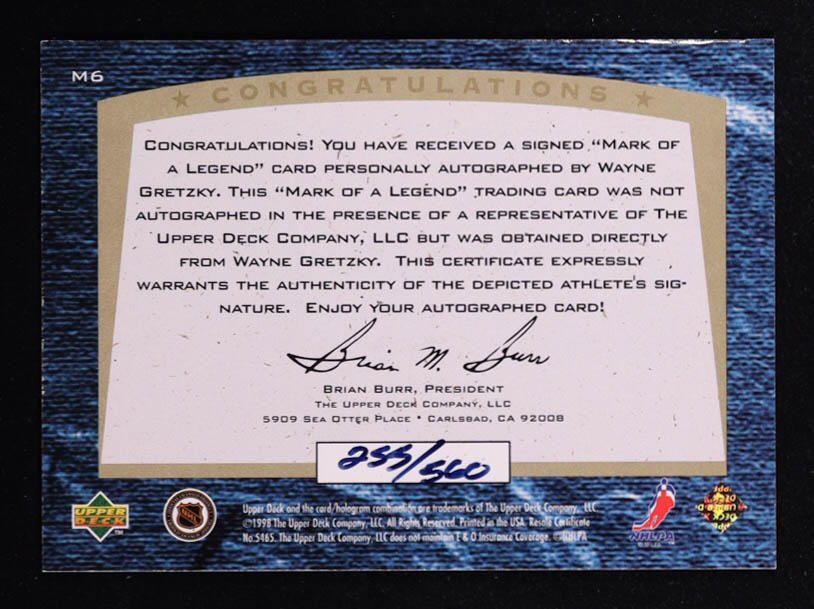 M6
★ CONGRATULATIONS ★
CONGRATULATIONS! YOU HAVE RECEIVED A SIGNED "MARK OF
A LEGEND" CARD PERSONALLY AUTOGRAPHED BY WAYNE
GRETZKY. THIS "MARK OF A LEGEND" TRADING CARD WAS NOT
AUTOGRAPHED IN THE PRESENCE OF A REPRESENTATIVE OF THE
UPPER DECK COMPANY, LLC BUT WAS OBTAINED DIRECTLY
FROM WAYNE GRETZKY. THIS CERTIFICATE EXPRESSLY
WARRANTS THE AUTHENTICITY OF THE DEPICTED ATHLETE'S SIG-
NATURE. ENJOY YOUR AUTOGRAPHED CARD!
Brian M. Burr
BRIAN BURR, PRESIDENT
THE UPPER DECK COMPANY, LLC
5909 SEA OTTER PLACE • CARLSBAD, CA 92008
255/560
UPPER
DECK
TM
NHL
Upper Deck and the card/hologram combination are trademarks of The Upper Deck Company, LLC.
©1998 The Upper Deck Company, LLC. All Rights Reserved. Printed in the USA. Resale Certificate
No.5465. The Upper Deck Company, LLC does not maintain E & O Insurance Coverage. ©NHLPA
NHLPA